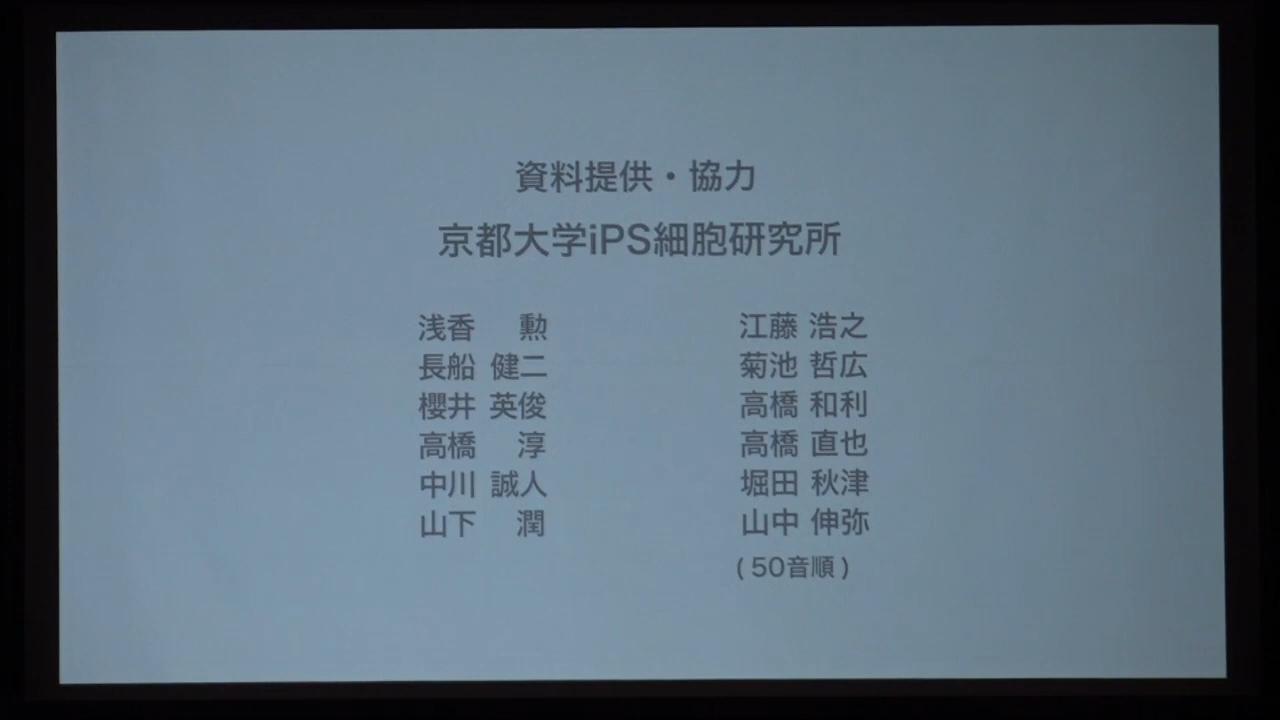 資料提供・協力
京都大学iPS細胞研究所
浅香 勲 江藤 浩之
長船 健二 菊池 哲広
櫻井 英俊 高橋 和利
高橋 淳 高橋 直也
中川 誠人 堀田 秋津
山下 潤 山中 伸弥
( 50音順 )